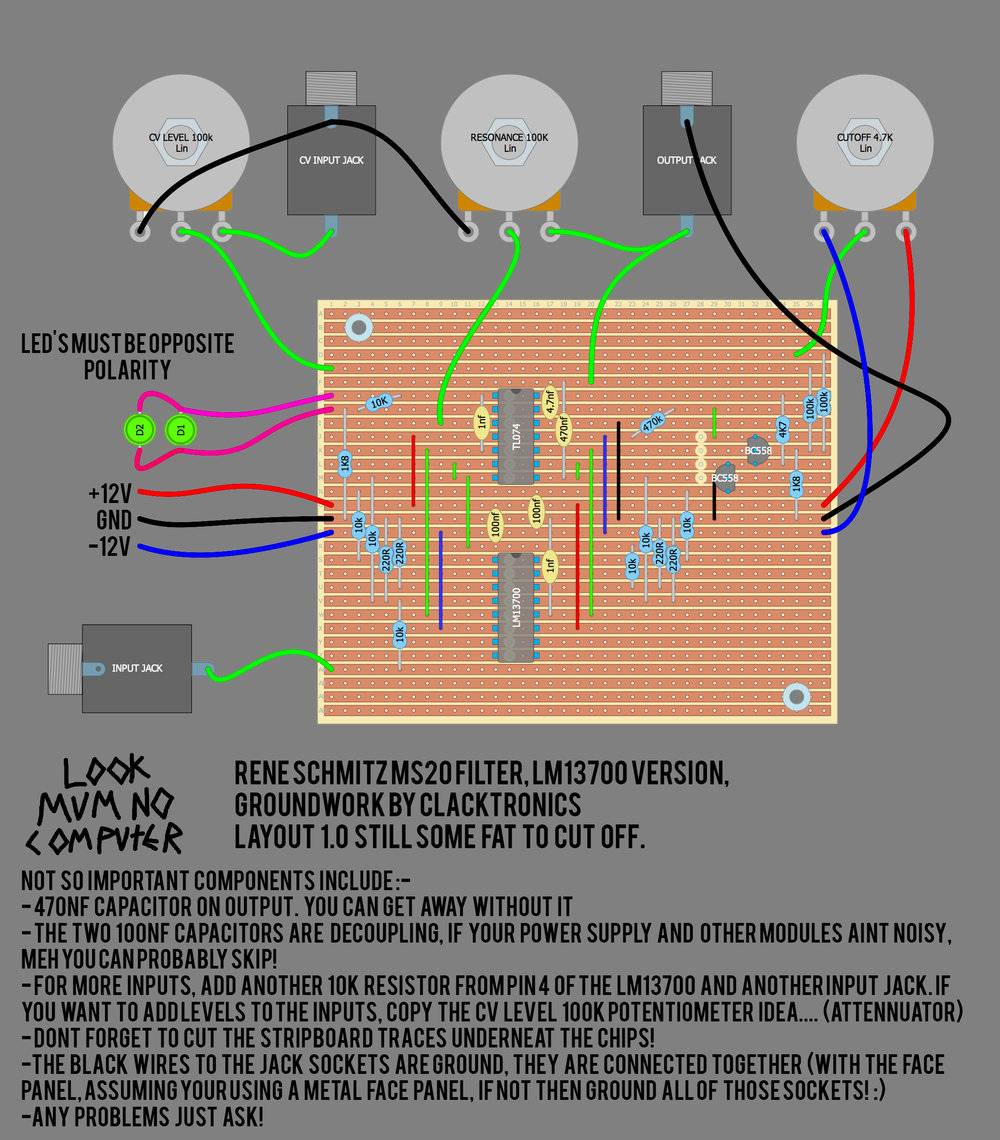 CV LEVEL 100k
Lin
CV INPUT JACK
RESONANCE 100K
Lin
OUTPUT JACK
CUTOFF 4.7K
Lin
LED'S MUST BE OPPOSITE
POLARITY
D2
D1
10K
1nf
TL074
4.7nf
470nf
470k
100k
100k
4K7
BC558
BC558
1K8
1K8
+12V
GND
-12V
10k
10k
220R
220R
100nf
100nf
10k
10k
10k
220R
220R
LM13700
1nf
10k
INPUT JACK
LOOK
MUM NO
COMPUTER
RENE SCHMITZ MS20 FILTER, LM13700 VERSION,
GROUNDWORK BY CLACKTRONICS
LAYOUT 1.0 STILL SOME FAT TO CUT OFF.
NOT SO IMPORTANT COMPONENTS INCLUDE :-
- 470NF CAPACITOR ON OUTPUT. YOU CAN GET AWAY WITHOUT IT
- THE TWO 100NF CAPACITORS ARE DECOUPLING, IF YOUR POWER SUPPLY AND OTHER MODULES AINT NOISY,
MEH YOU CAN PROBABLY SKIP!
- FOR MORE INPUTS, ADD ANOTHER 10K RESISTOR FROM PIN 4 OF THE LM13700 AND ANOTHER INPUT JACK. IF
YOU WANT TO ADD LEVELS TO THE INPUTS, COPY THE CV LEVEL 100K POTENTIOMETER IDEA.... (ATTENNUATOR)
- DONT FORGET TO CUT THE STRIPBOARD TRACES UNDERNEAT THE CHIPS!
-THE BLACK WIRES TO THE JACK SOCKETS ARE GROUND, THEY ARE CONNECTED TOGETHER (WITH THE FACE
PANEL, ASSUMING YOUR USING A METAL FACE PANEL, IF NOT THEN GROUND ALL OF THOSE SOCKETS! :)
-ANY PROBLEMS JUST ASK!